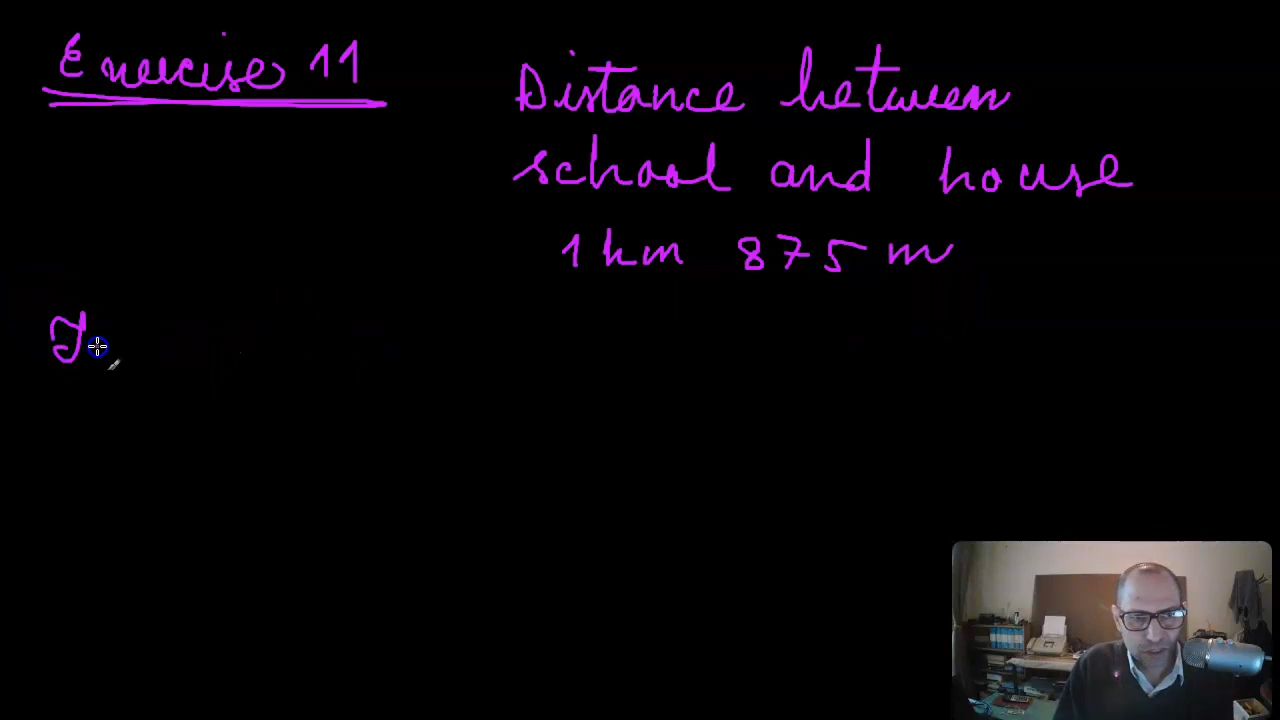 Exercise 11
Distance between
school and house
1 km 875 m